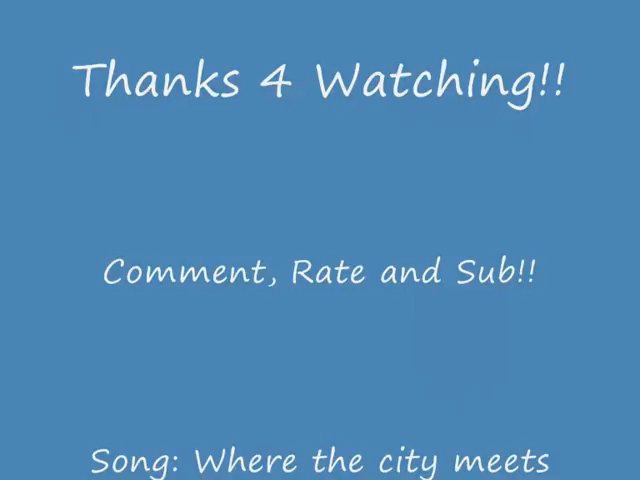 Thanks 4 Watching!!
Comment, Rate and Sub!!
Song: Where the city meets